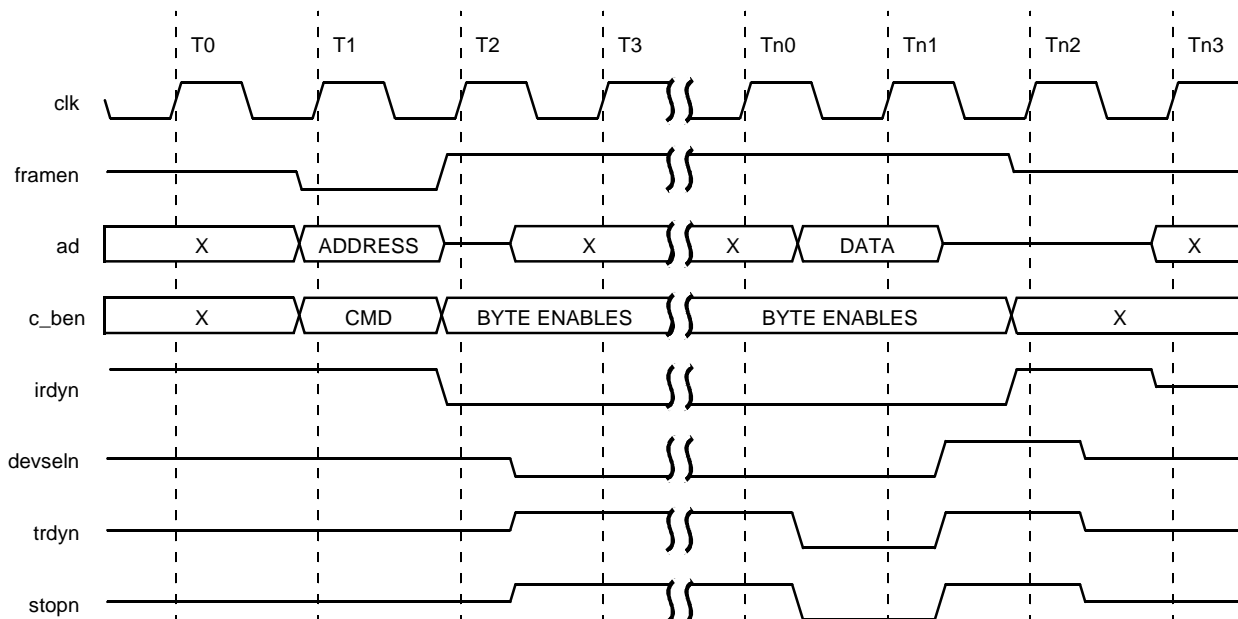 T0 T1 T2 T3 Tn0 Tn1 Tn2 Tn3
clk
framen
ad X ADDRESS X X DATA X
c_ben X CMD BYTE ENABLES BYTE ENABLES X
irdyn
devseln
trdyn
stopn